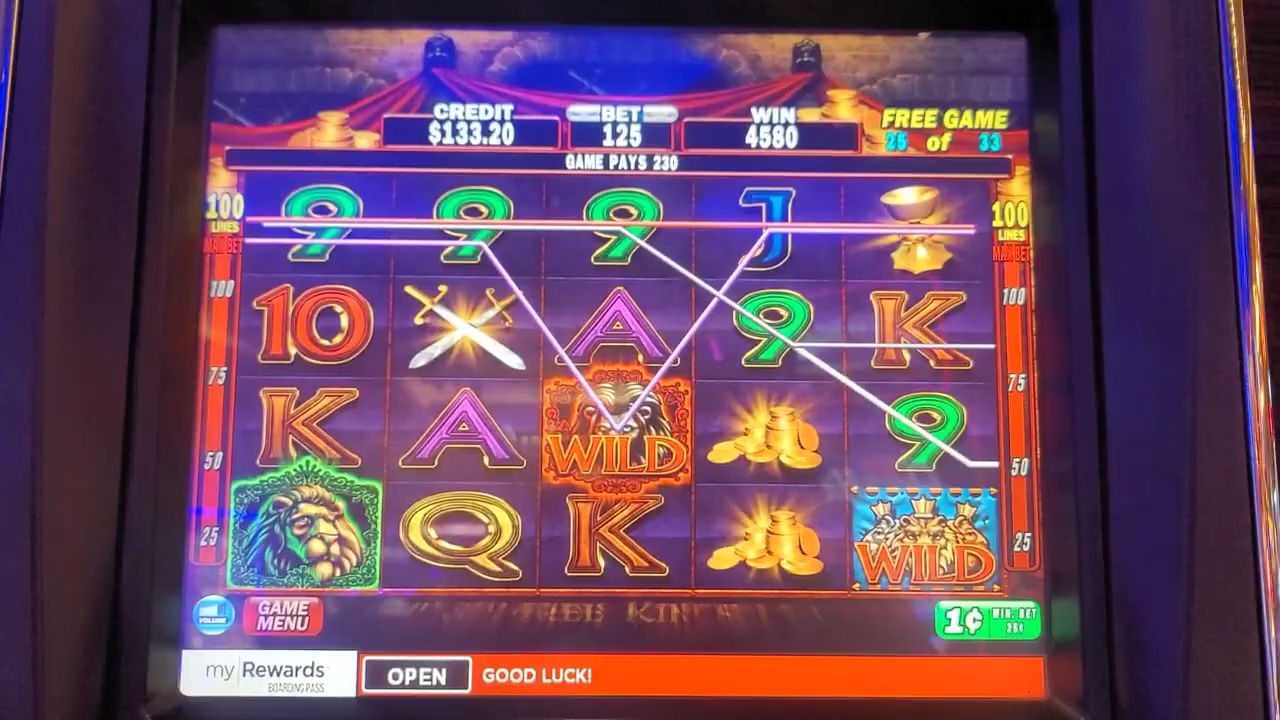 CREDIT BET WIN FREE GAME
$133.20 125 4580 25 of 33
GAME PAYS 230
100 9 9 9 J 100
LINES LINES
MAX BET MAX BET
100 10 A 9 K 100
75 75
K A WILD 9
50 50
25 Q K WILD 25
VOLUME GAME MENU 1¢ MIN. BET 25¢
my Rewards OPEN GOOD LUCK!
BOARDING PASS